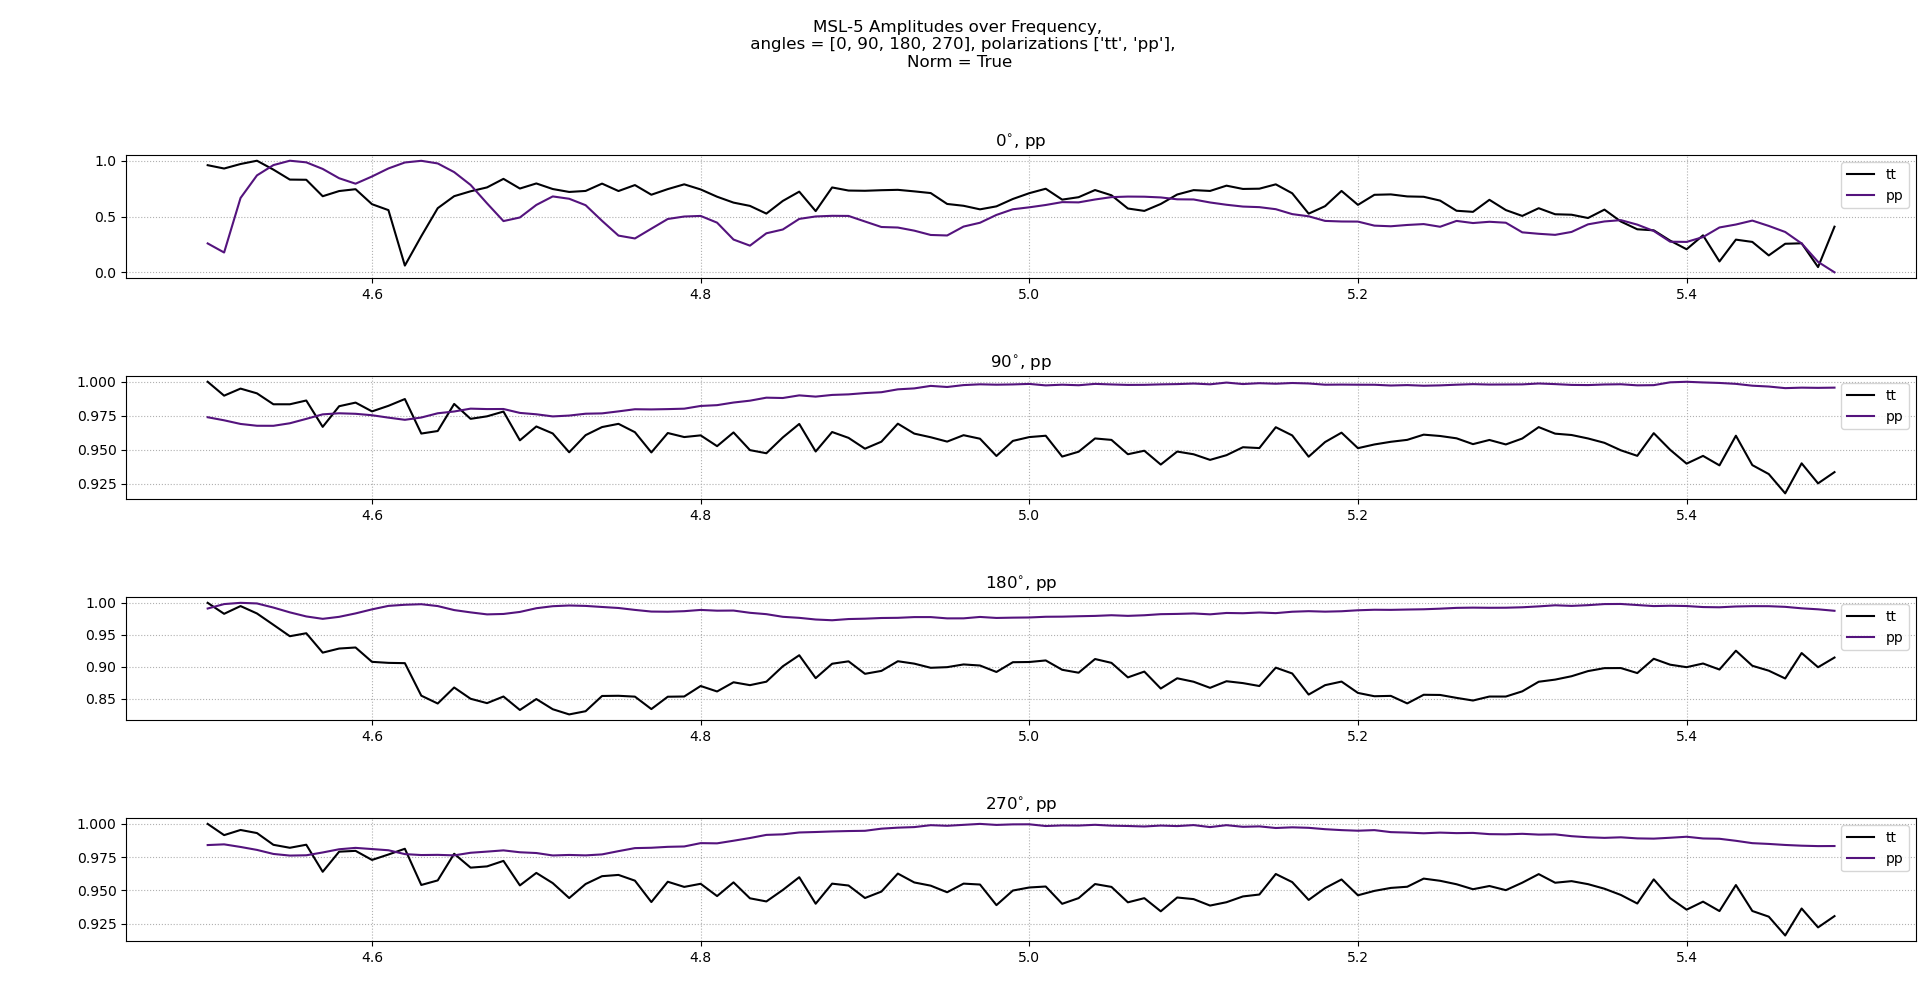 MSL-5 Amplitudes over Frequency,
angles = [0, 90, 180, 270], polarizations ['tt', 'pp'],
Norm = True
0°, pp
1.0
0.5
0.0
tt
pp
4.6 4.8 5.0 5.2 5.4
90°, pp
1.000
0.975
0.950
0.925
tt
pp
4.6 4.8 5.0 5.2 5.4
180°, pp
1.00
0.95
0.90
0.85
tt
pp
4.6 4.8 5.0 5.2 5.4
270°, pp
1.000
0.975
0.950
0.925
tt
pp
4.6 4.8 5.0 5.2 5.4